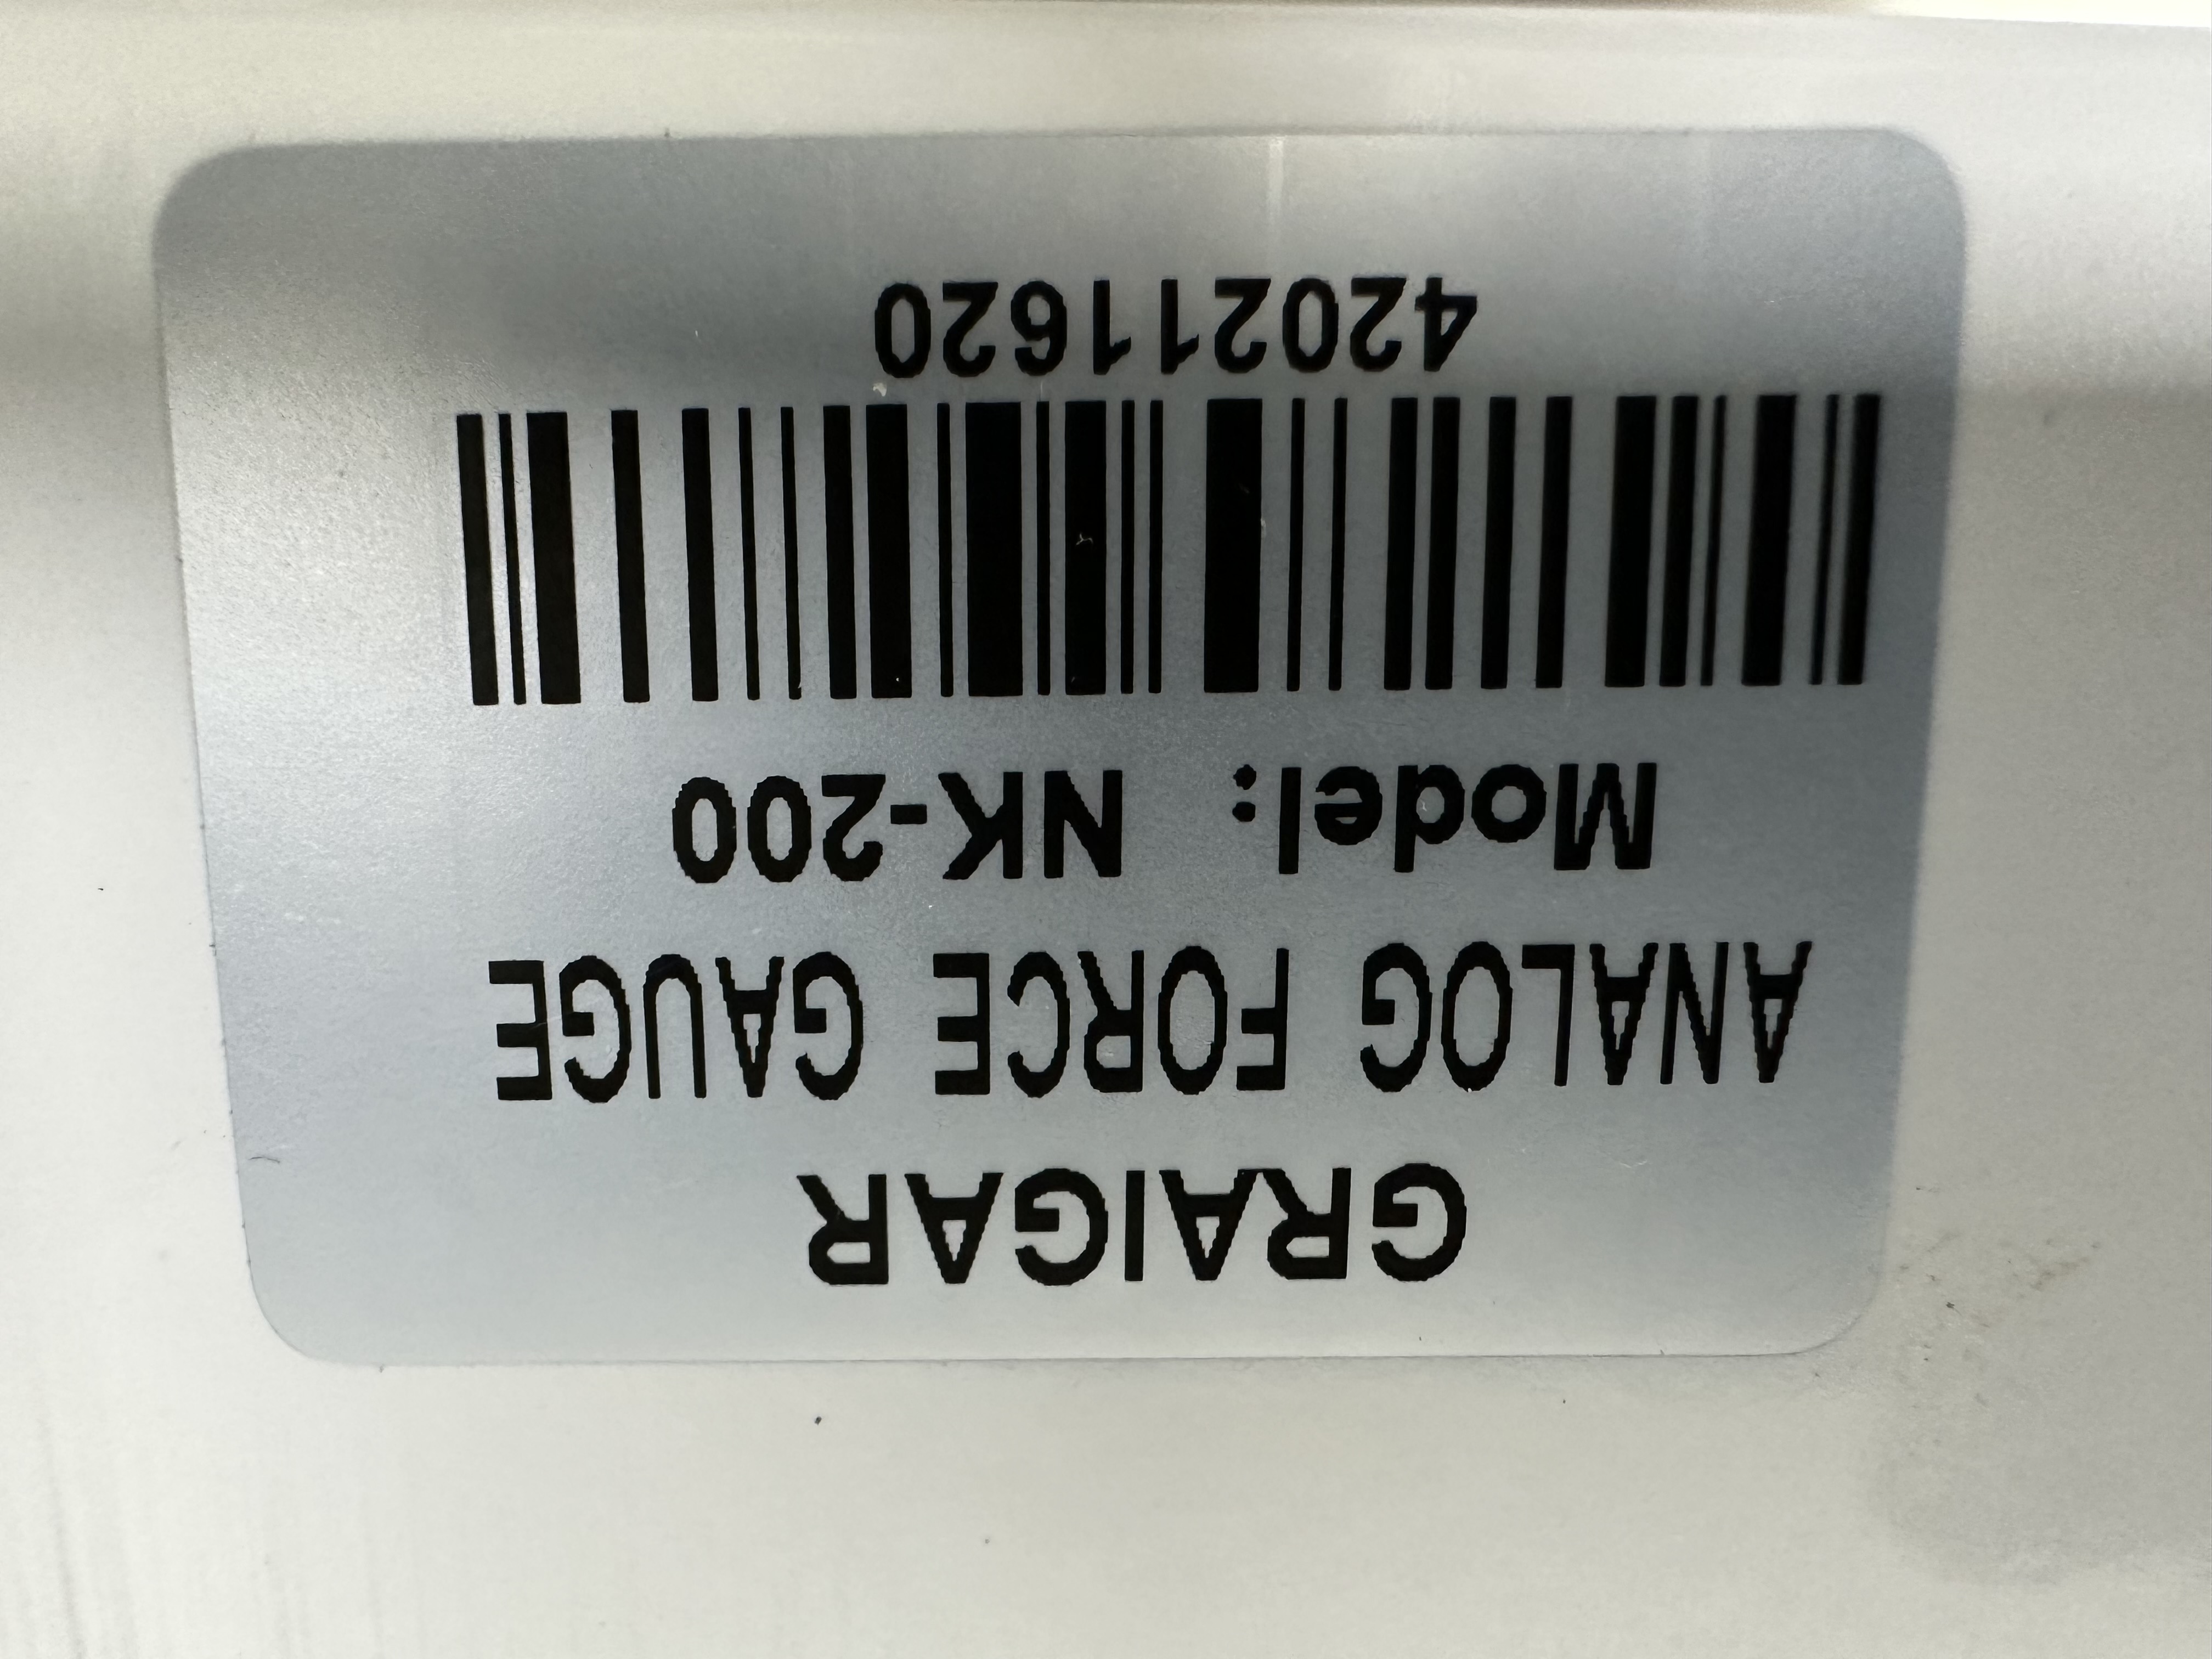 GRAIGAR
ANALOG FORCE GAUGE
Model: NK-200
420211620